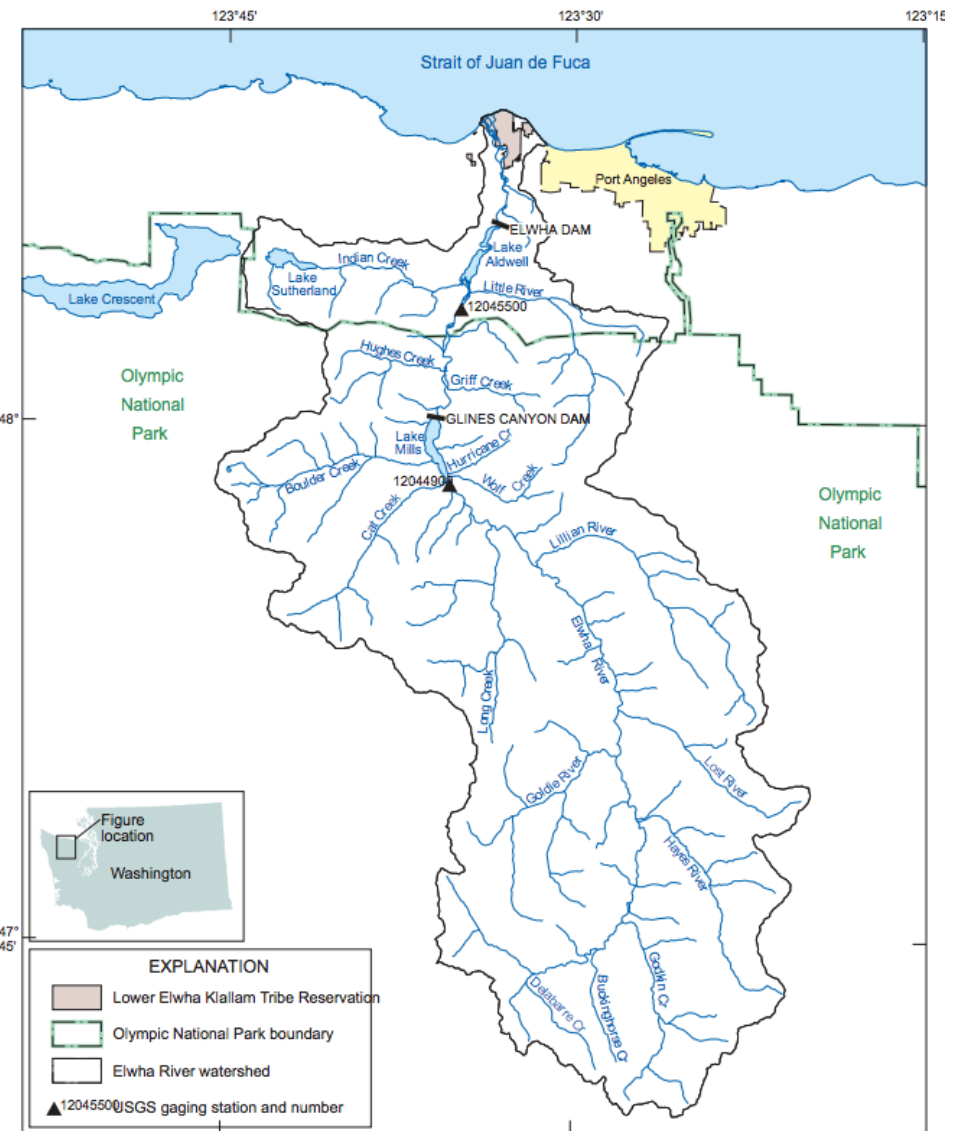 123°45'
123°30'
123°15
Strait of Juan de Fuca
Port Angeles
ELWHA DAM
Lake
Aldwell
Indian Creek
Lake
Sutherland
Little River
Lake Crescent
12045500
Hughes Creek
Olympic
National
Park
Griff Creek
48°
GLINES CANYON DAM
Lake
Mills
Hurricane Cr
Boulder Creek
Wolf Creek
Cat Creek
Olympic
National
Park
Lillian River
Elwha River
Long Creek
Lost River
Goldie River
Hayes River
Figure
location
Washington
47°
45'
Godkin Cr
Delabarre Cr
Buckinghorse Cr
EXPLANATION
Lower Elwha Klallam Tribe Reservation
Olympic National Park boundary
Elwha River watershed
12045500 USGS gaging station and number